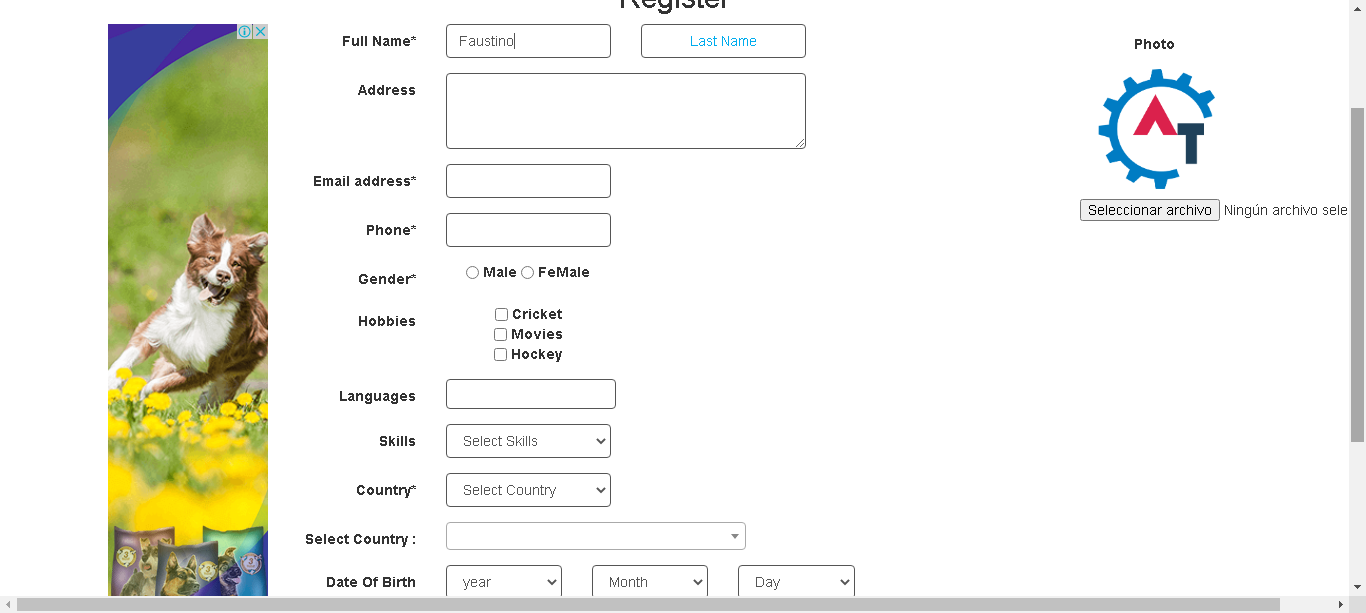 Register
Full Name*
Faustino
Last Name
Photo
Address
AT
Email address*
Seleccionar archivo Ningún archivo sele
Phone*
Gender*
Male FeMale
Hobbies
Cricket
Movies
Hockey
Languages
Skills
Select Skills
Country*
Select Country
Select Country :
Date Of Birth
year
Month
Day